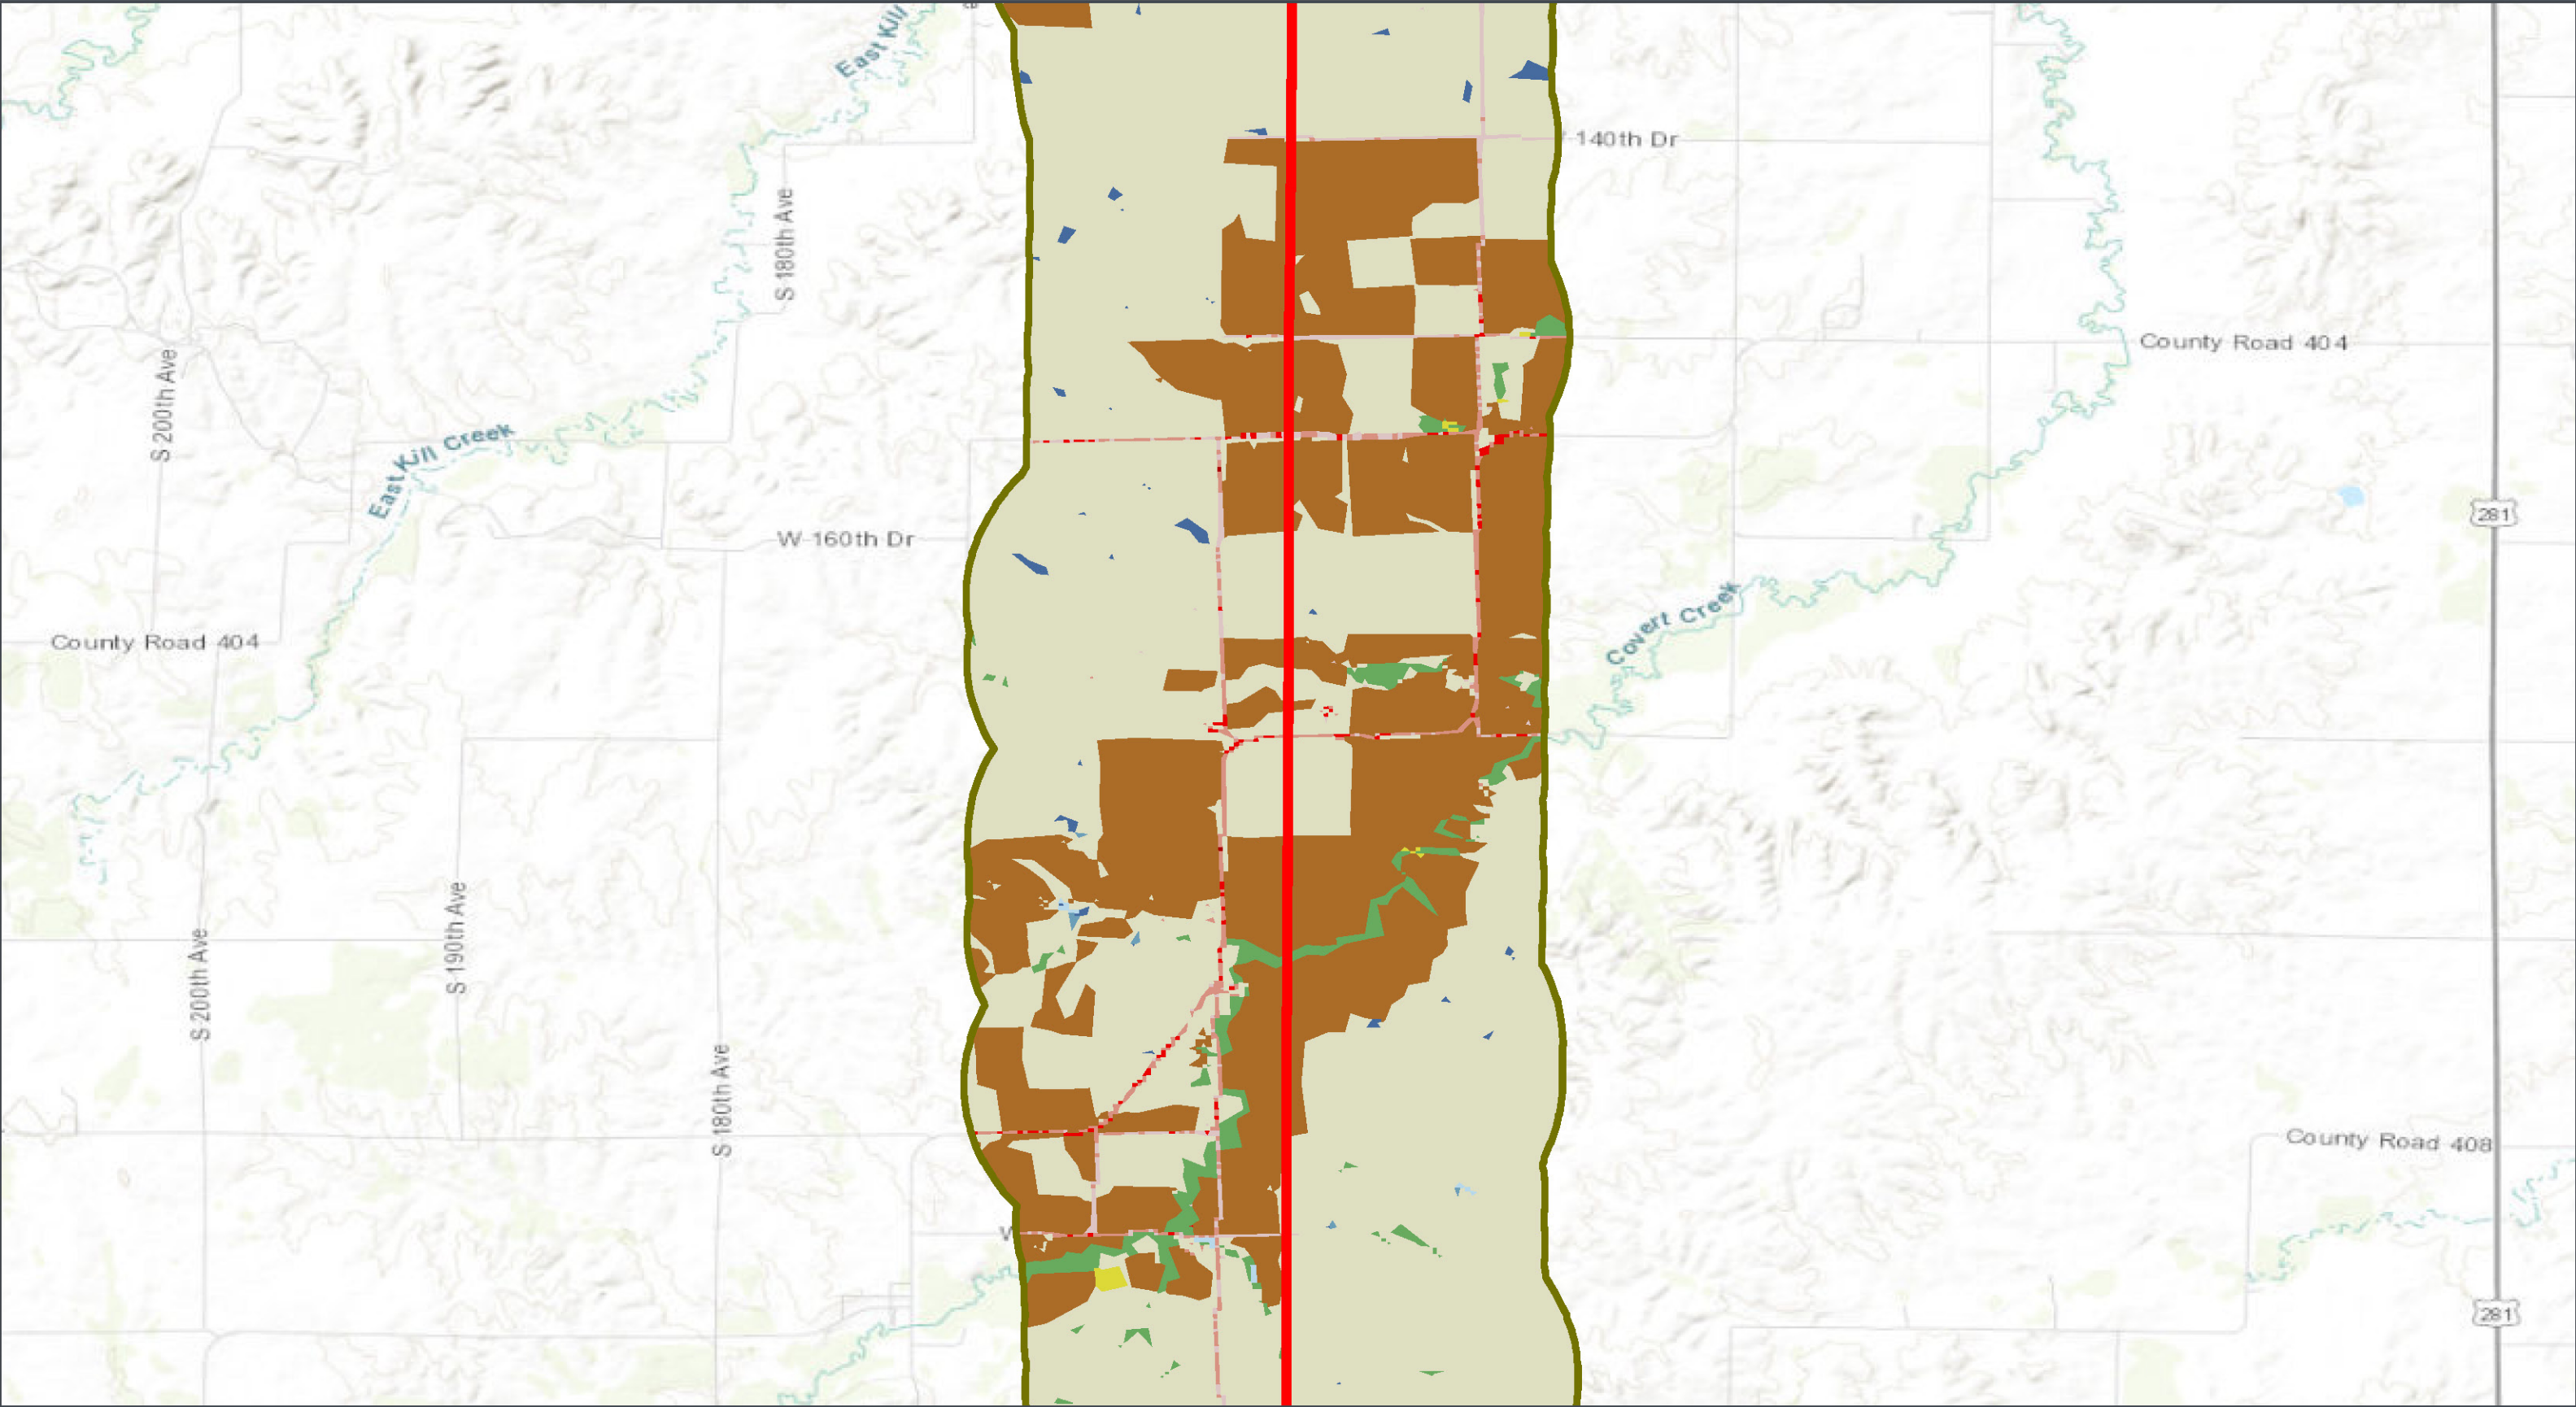 East Kill
140th Dr
S 180th Ave
County Road 404
S 200th Ave
East Kill Creek
281
W 160th Dr
Covert Creek
County Road 404
S 190th Ave
S 200th Ave
S 180th Ave
County Road 408
W
281